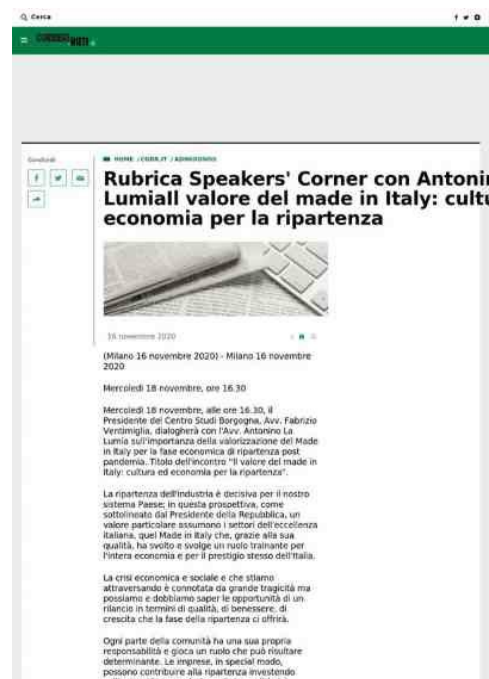 Cerca
Condividi
HOME / CORR.IT / ADNKRONOS
Rubrica Speakers' Corner con Antonin
LumiaIl valore del made in Italy: cultu
economia per la ripartenza
16 novembre 2020
(Milano 16 novembre 2020) - Milano 16 novembre
2020
Mercoledì 18 novembre, ore 16.30
Mercoledì 18 novembre, alle ore 16.30, il
Presidente del Centro Studi Borgogna, Avv. Fabrizio
Ventimiglia, dialogherà con l'Avv. Antonino La
Lumia sull'importanza della valorizzazione del Made
in Italy per la fase economica di ripartenza post
pandemia. Titolo dell'incontro "Il valore del made in
Italy: cultura ed economia per la ripartenza".
La ripartenza dell'industria è decisiva per il nostro
sistema Paese; in questa prospettiva, come
sottolineato dal Presidente della Repubblica, un
valore particolare assumono i settori dell'eccellenza
italiana, quel Made in Italy che, grazie alla sua
qualità, ha svolto e svolge un ruolo trainante per
l'intera economia e per il prestigio stesso dell'Italia.
La crisi economica e sociale e che stiamo
attraversando è connotata da grande tragicità ma
possiamo e dobbiamo saper le opportunità di un
rilancio in termini di qualità, di benessere, di
crescita che la fase della ripartenza ci offrirà.
Ogni parte della comunità ha una sua propria
responsabilità e gioca un ruolo che può risultare
determinante. Le imprese, in special modo,
possono contribuire alla ripartenza investendo